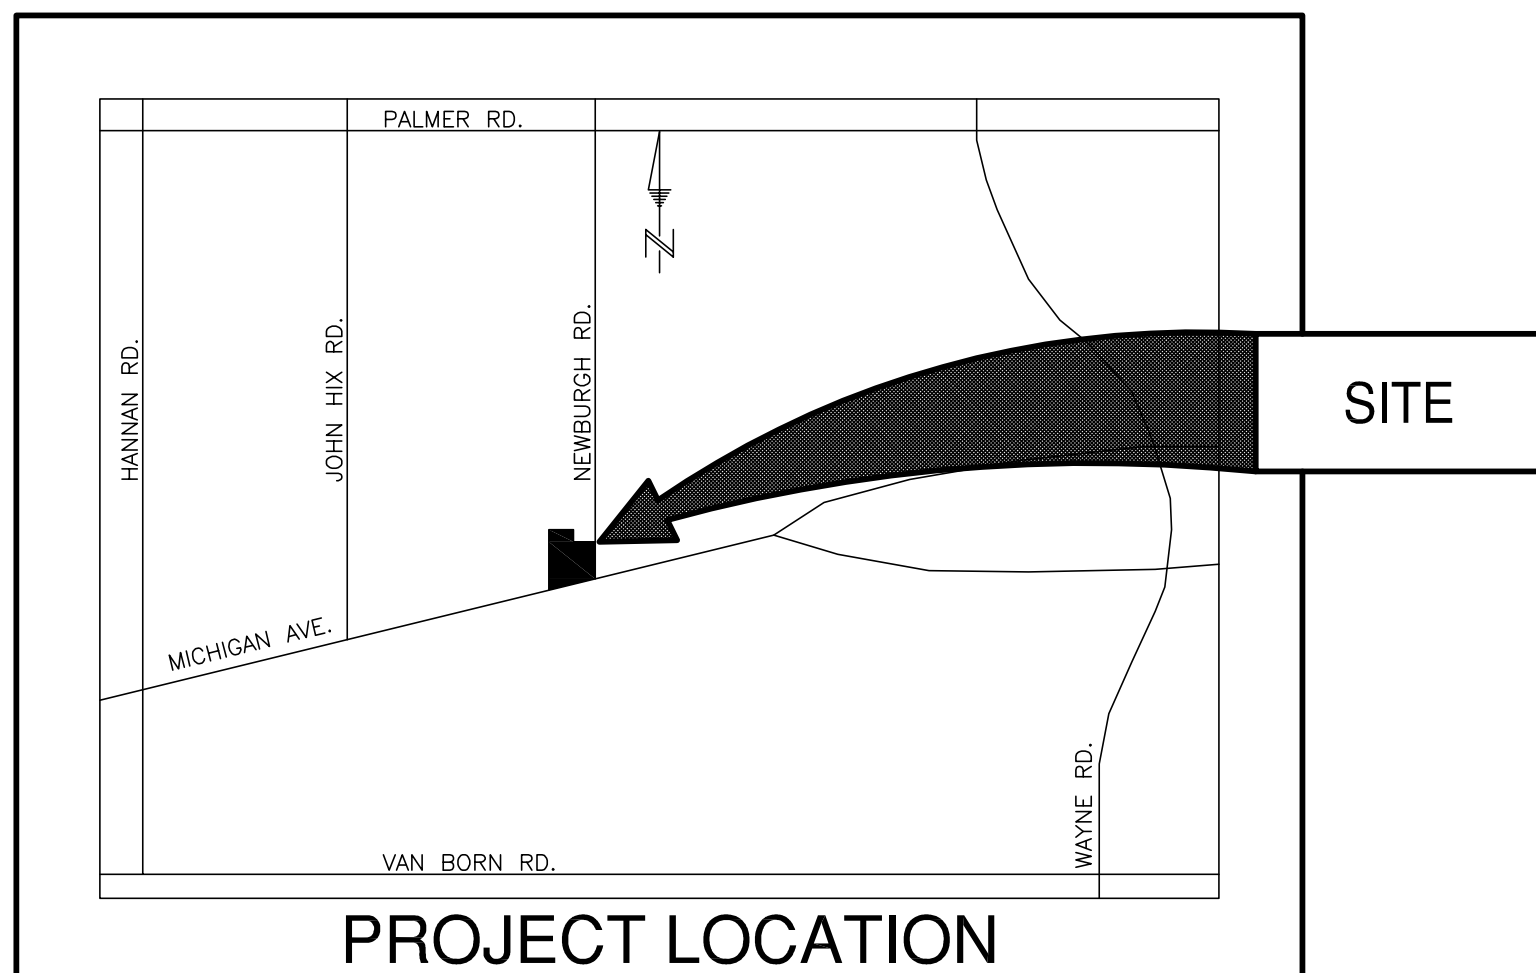 PALMER RD.
N
HANNAN RD.
JOHN HIX RD.
NEWBURGH RD.
SITE
MICHIGAN AVE.
WAYNE RD.
VAN BORN RD.
PROJECT LOCATION